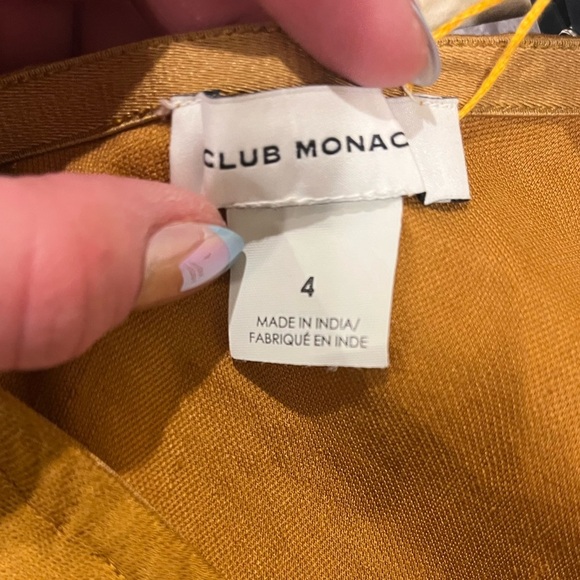 CLUB MONAC
4
MADE IN INDIA/
FABRIQUÉ EN INDE